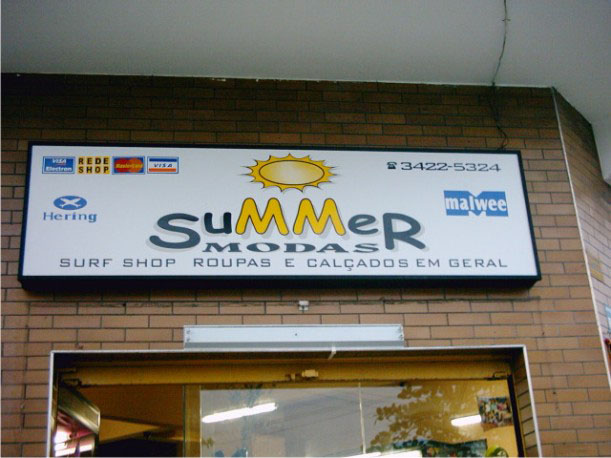 VISA Electron
REDE SHOP
MasterCard
VISA
3422-5324
Hering
malwee
SuMMeR
MODAS
SURF SHOP ROUPAS E CALÇADOS EM GERAL